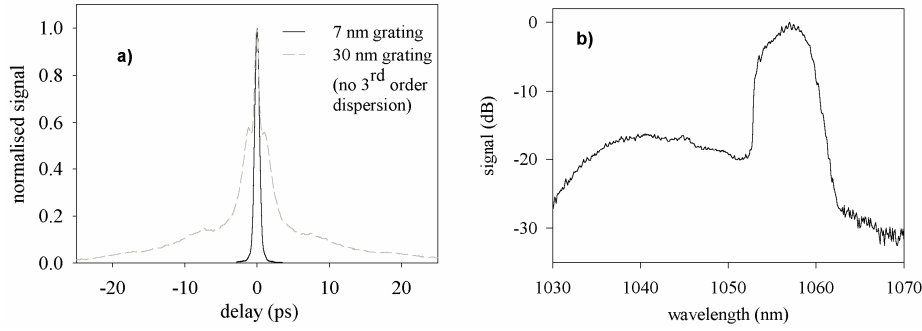 a)
7 nm grating
30 nm grating
(no 3rd order
dispersion)
normalised signal
1.0
0.8
0.6
0.4
0.2
0.0
-20 -10 0 10 20
delay (ps)
b)
signal (dB)
0
-10
-20
-30
1030 1040 1050 1060 1070
wavelength (nm)